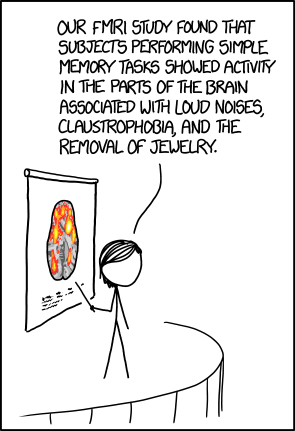 OUR FMRI STUDY FOUND THAT
SUBJECTS PERFORMING SIMPLE
MEMORY TASKS SHOWED ACTIVITY
IN THE PARTS OF THE BRAIN
ASSOCIATED WITH LOUD NOISES,
CLAUSTROPHOBIA, AND THE
REMOVAL OF JEWELRY.